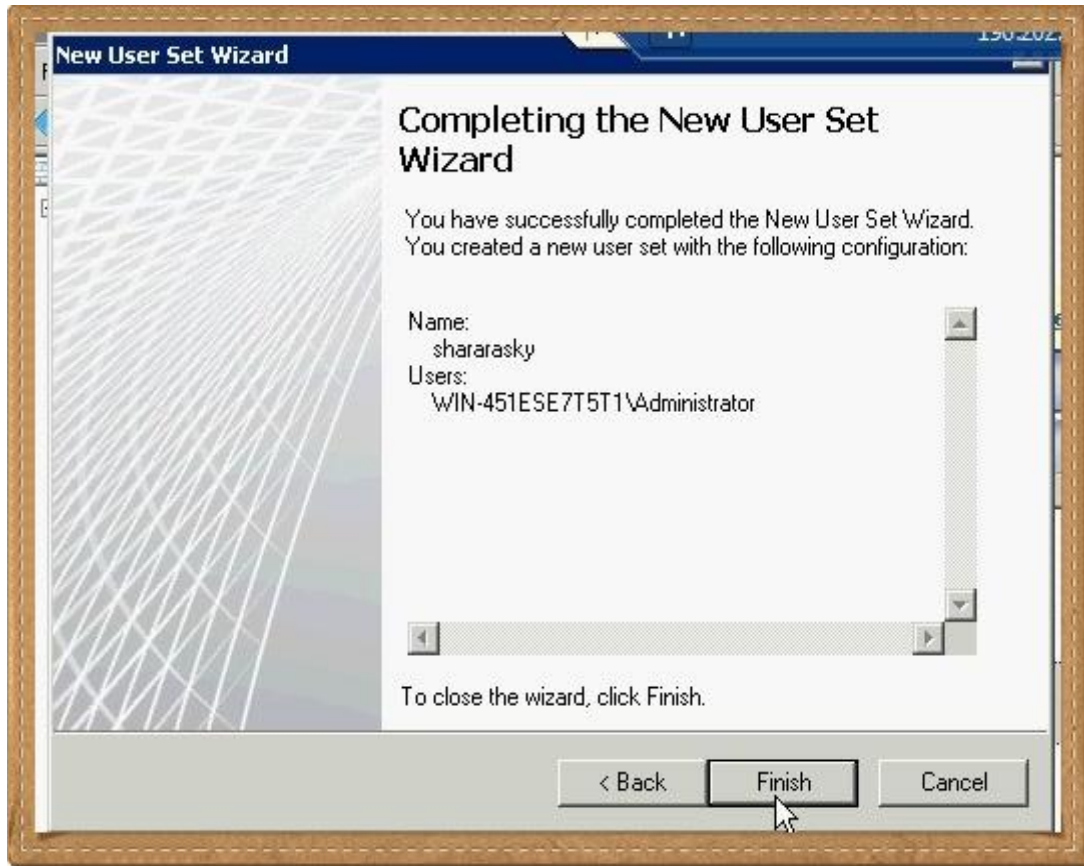 New User Set Wizard
Completing the New User Set
Wizard
You have successfully completed the New User Set Wizard.
You created a new user set with the following configuration:
Name:
shararasky
Users:
WIN-451ESE7T5T1\Administrator
To close the wizard, click Finish.
< Back
Finish
Cancel